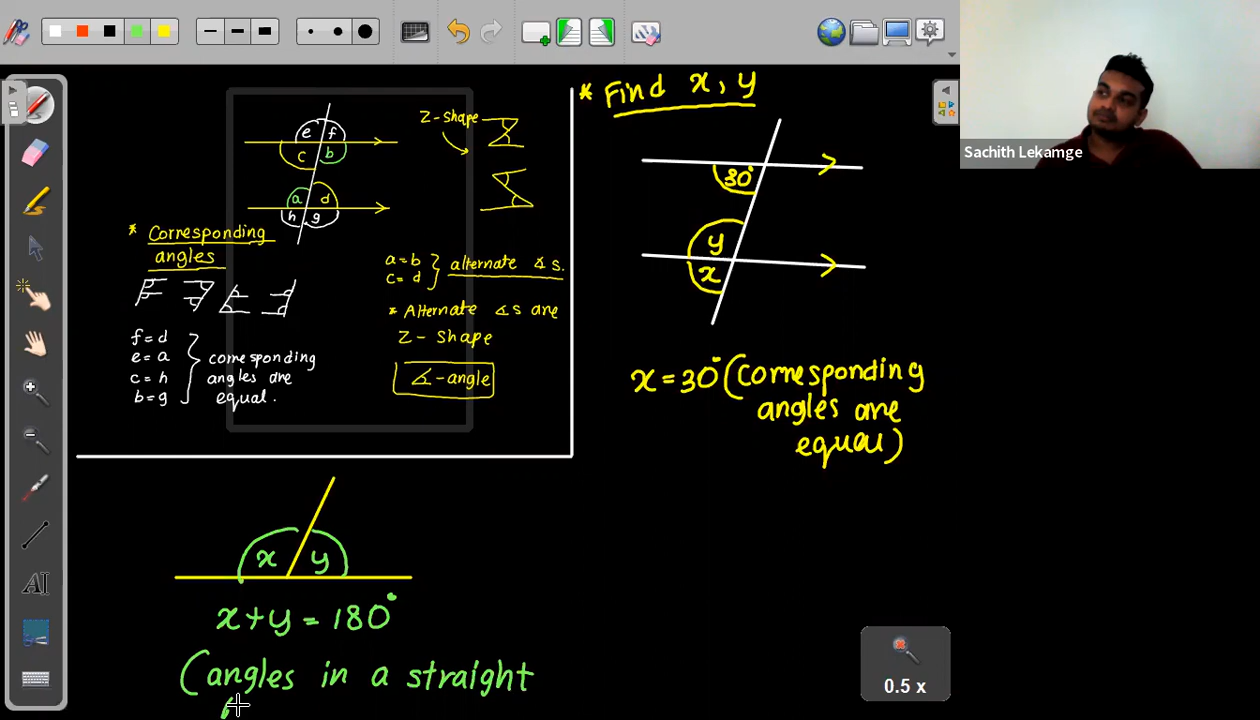 Sachith Lekamge
e f
c b
a d
h g
Z-shape
* Corresponding
angles
f=d
e=a
c=h
b=g
corresponding
angles are
equal.
a=b
c=d
alternate ∡s.
* Alternate ∡s are
Z-shape
∡-angle
* Find x, y
30°
y
x
x=30° (Corresponding
angles are
equal)
x y
x+y=180°
(angles in a straight
AI
0.5 x